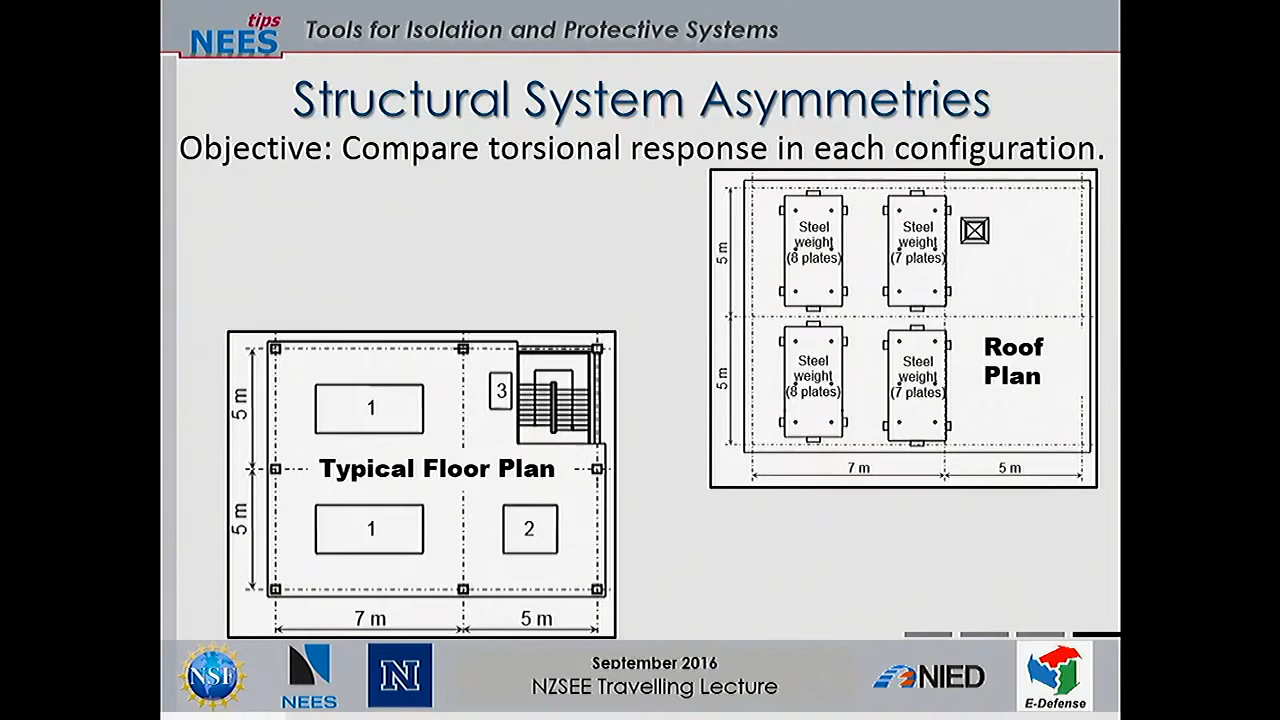 tips
NEES
Tools for Isolation and Protective Systems
Structural System Asymmetries
Objective: Compare torsional response in each configuration.
5 m
5 m
1
3
Typical Floor Plan
1
2
7 m
5 m
5 m
5 m
Steel
weight
(8 plates)
Steel
weight
(7 plates)
Steel
weight
(8 plates)
Steel
weight
(7 plates)
Roof
Plan
7 m
5 m
NSF
NEES
N
September 2016
NZSEE Travelling Lecture
NIED
E-Defense